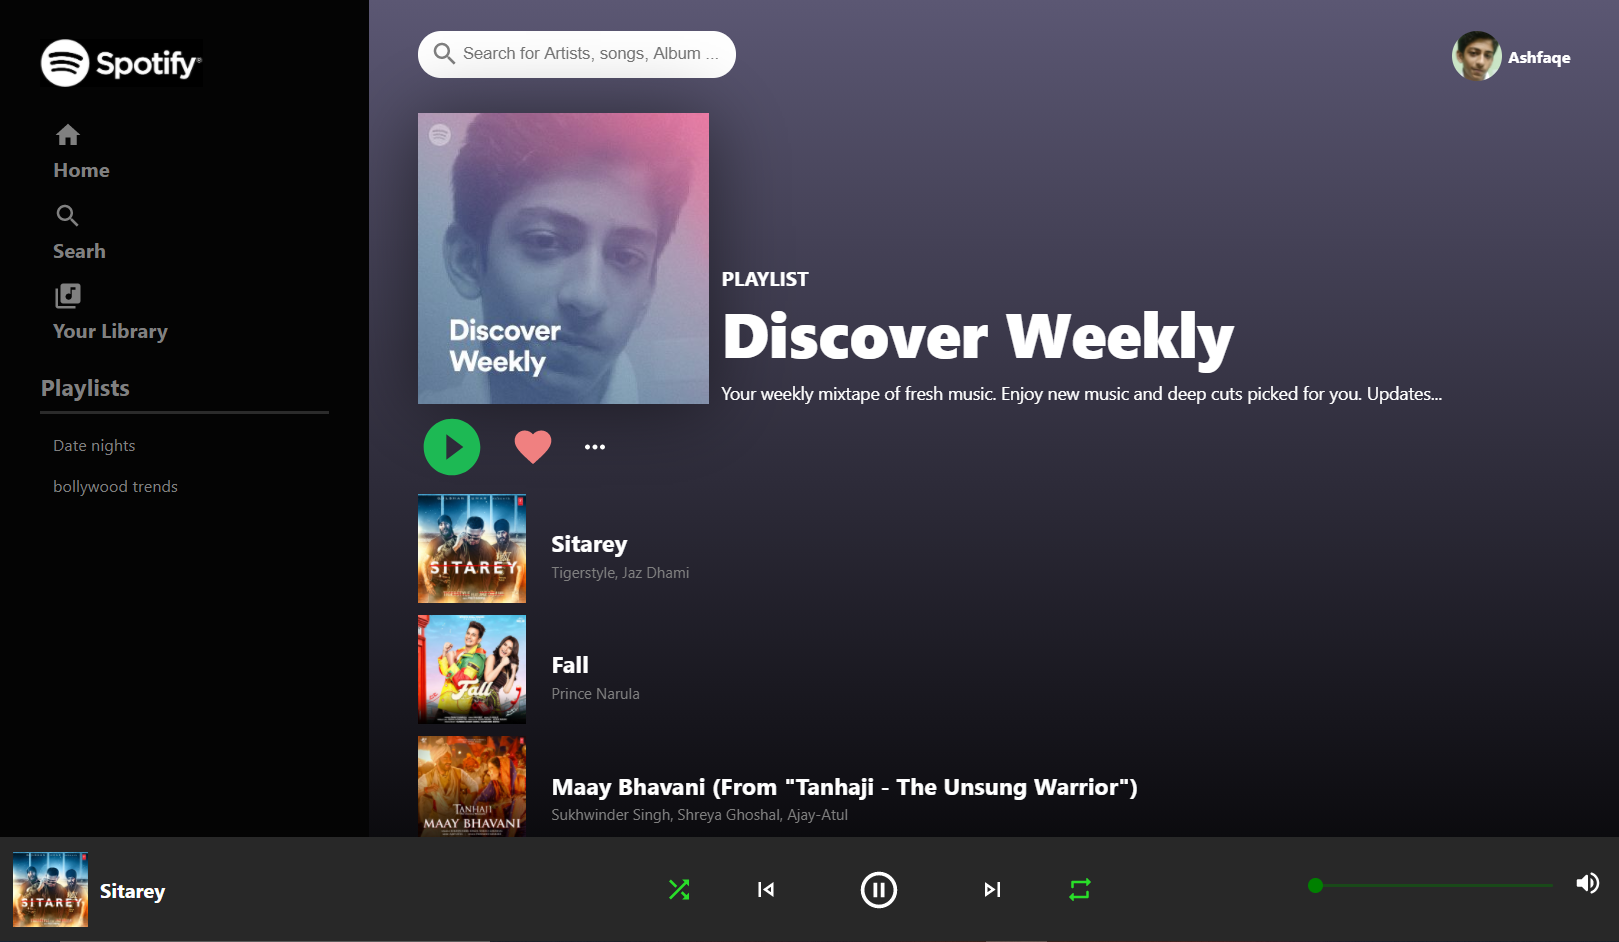 Spotify®
Home
Searh
Your Library
Playlists
Date nights
bollywood trends
Search for Artists, songs, Album ...
Ashfaqe
Discover
Weekly
PLAYLIST
Discover Weekly
Your weekly mixtape of fresh music. Enjoy new music and deep cuts picked for you. Updates...
SITAREY
Sitarey
Tigerstyle, Jaz Dhami
Fall
Fall
Prince Narula
TANHAJI
MAAY BHAVANI
Maay Bhavani (From "Tanhaji - The Unsung Warrior")
Sukhwinder Singh, Shreya Ghoshal, Ajay-Atul
SITAREY
Sitarey